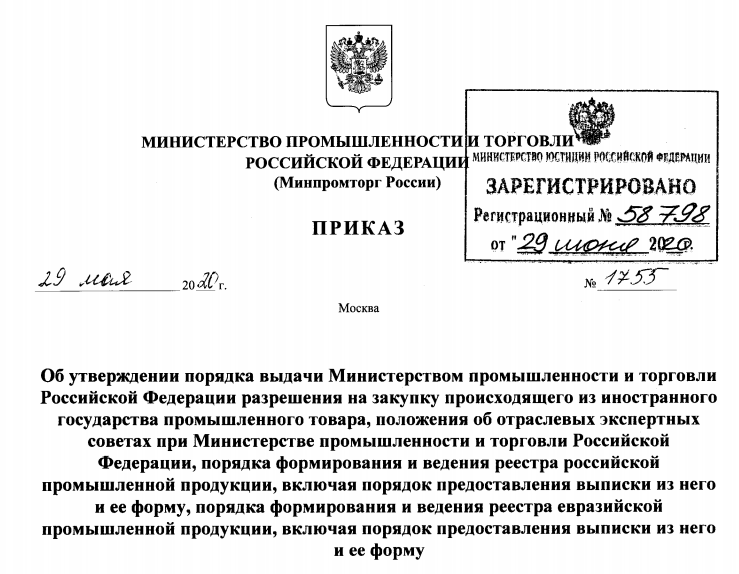 МИНИСТЕРСТВО ПРОМЫШЛЕННОСТИ И ТОРГОВЛИ
РОССИЙСКОЙ ФЕДЕРАЦИИ
(Минпромторг России)
ПРИКАЗ
МИНИСТЕРСТВО ЮСТИЦИИ РОССИЙСКОЙ ФЕДЕРАЦИИ
ЗАРЕГИСТРИРОВАНО
Регистрационный № 58798
от "29 июня 2020.
29 мая 2020 г.
№ 1755
Москва
Об утверждении порядка выдачи Министерством промышленности и торговли
Российской Федерации разрешения на закупку происходящего из иностранного
государства промышленного товара, положения об отраслевых экспертных
советах при Министерстве промышленности и торговли Российской
Федерации, порядка формирования и ведения реестра российской
промышленной продукции, включая порядок предоставления выписки из него
и ее форму, порядка формирования и ведения реестра евразийской
промышленной продукции, включая порядок предоставления выписки из него
и ее форму